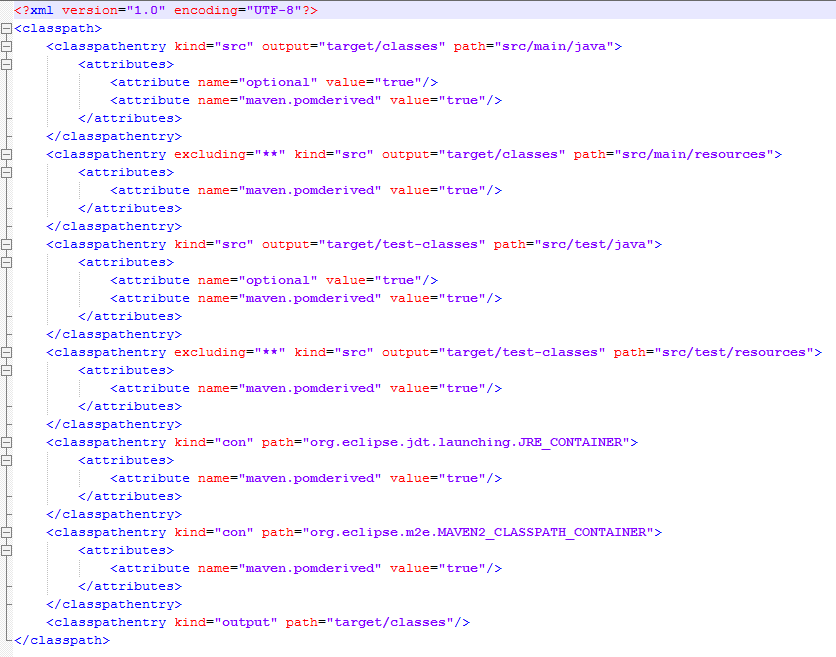 <?xml version="1.0" encoding="UTF-8"?>
<classpath>
    <classpathentry kind="src" output="target/classes" path="src/main/java">
        <attributes>
            <attribute name="optional" value="true"/>
            <attribute name="maven.pomderived" value="true"/>
        </attributes>
    </classpathentry>
    <classpathentry excluding="**" kind="src" output="target/classes" path="src/main/resources">
        <attributes>
            <attribute name="maven.pomderived" value="true"/>
        </attributes>
    </classpathentry>
    <classpathentry kind="src" output="target/test-classes" path="src/test/java">
        <attributes>
            <attribute name="optional" value="true"/>
            <attribute name="maven.pomderived" value="true"/>
        </attributes>
    </classpathentry>
    <classpathentry excluding="**" kind="src" output="target/test-classes" path="src/test/resources">
        <attributes>
            <attribute name="maven.pomderived" value="true"/>
        </attributes>
    </classpathentry>
    <classpathentry kind="con" path="org.eclipse.jdt.launching.JRE_CONTAINER">
        <attributes>
            <attribute name="maven.pomderived" value="true"/>
        </attributes>
    </classpathentry>
    <classpathentry kind="con" path="org.eclipse.m2e.MAVEN2_CLASSPATH_CONTAINER">
        <attributes>
            <attribute name="maven.pomderived" value="true"/>
        </attributes>
    </classpathentry>
    <classpathentry kind="output" path="target/classes"/>
</classpath>